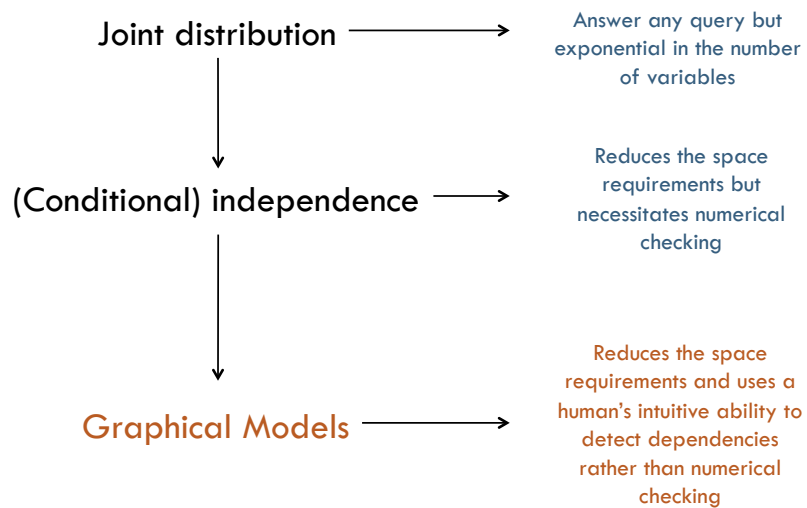 Joint distribution
Answer any query but
exponential in the number
of variables
(Conditional) independence
Reduces the space
requirements but
necessitates numerical
checking
Graphical Models
Reduces the space
requirements and uses a
human's intuitive ability to
detect dependencies
rather than numerical
checking